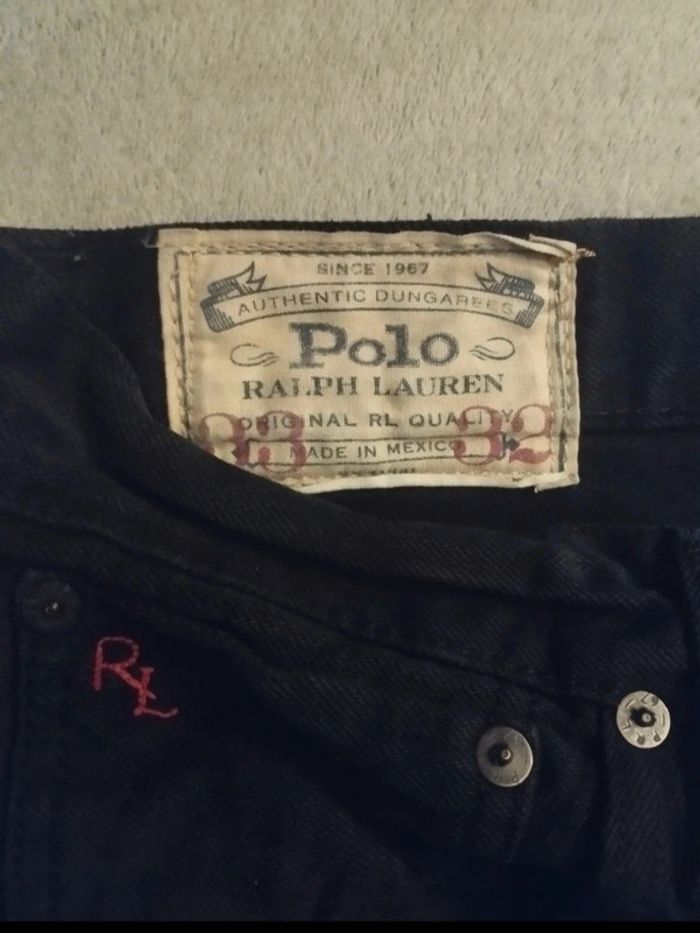 SINCE 1967
AUTHENTIC DUNGAREES
Polo
RALPH LAUREN
ORIGINAL RL QUALITY
33 32
MADE IN MEXICO
RL